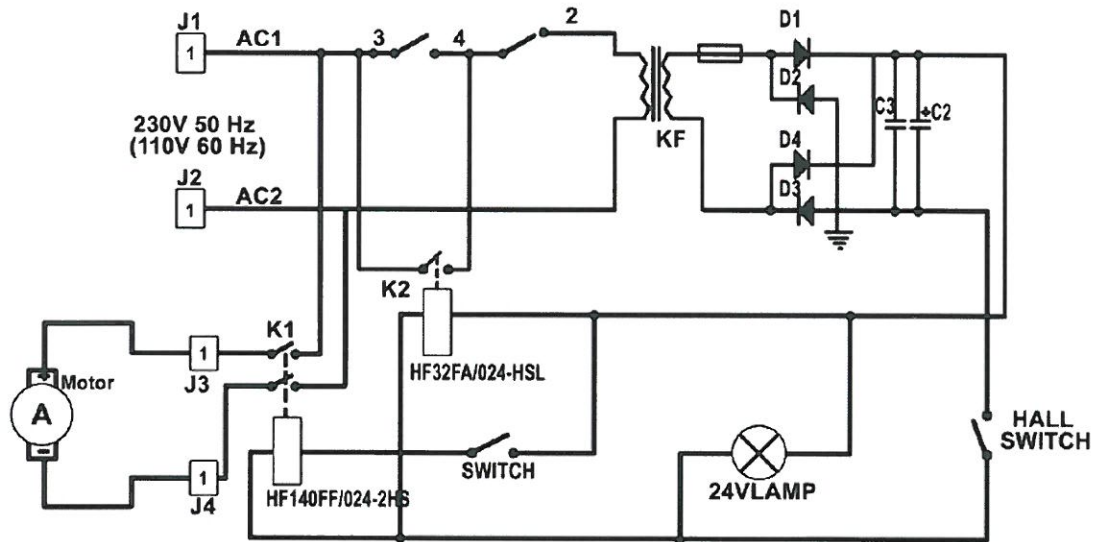 J1
1
AC1
3
4
2
D1
D2
C3
+C2
230V 50 Hz
(110V 60 Hz)
KF
D4
D3
J2
1
AC2
K2
K1
HF32FA/024-HSL
1
J3
Motor
+
A
-
HALL
SWITCH
SWITCH
1
J4
HF140FF/024-2HS
24VLAMP